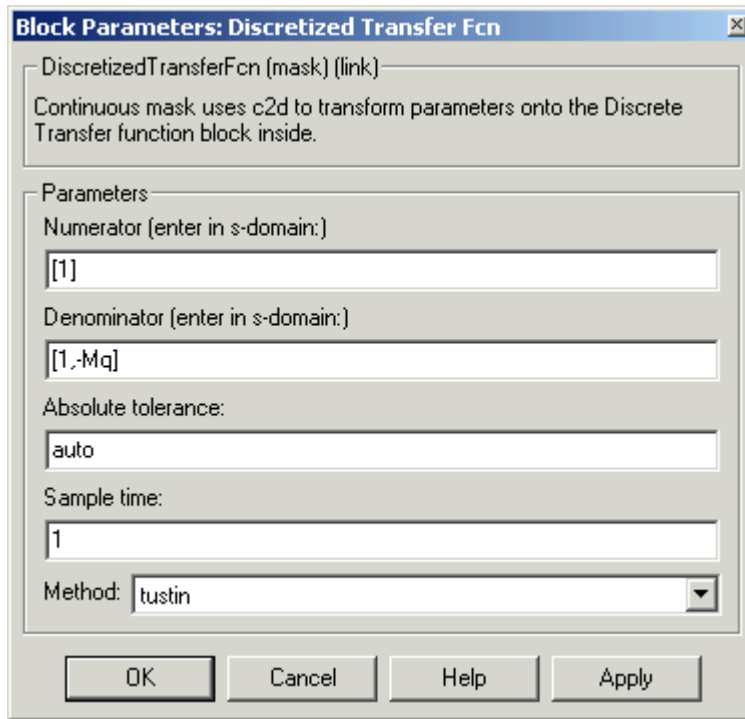 Block Parameters: Discretized Transfer Fcn
DiscretizedTransferFcn (mask) (link)
Continuous mask uses c2d to transform parameters onto the Discrete
Transfer function block inside.
Parameters
Numerator (enter in s-domain:)
[1]
Denominator (enter in s-domain:)
[1,-Mq]
Absolute tolerance:
auto
Sample time:
1
Method: tustin
OK Cancel Help Apply